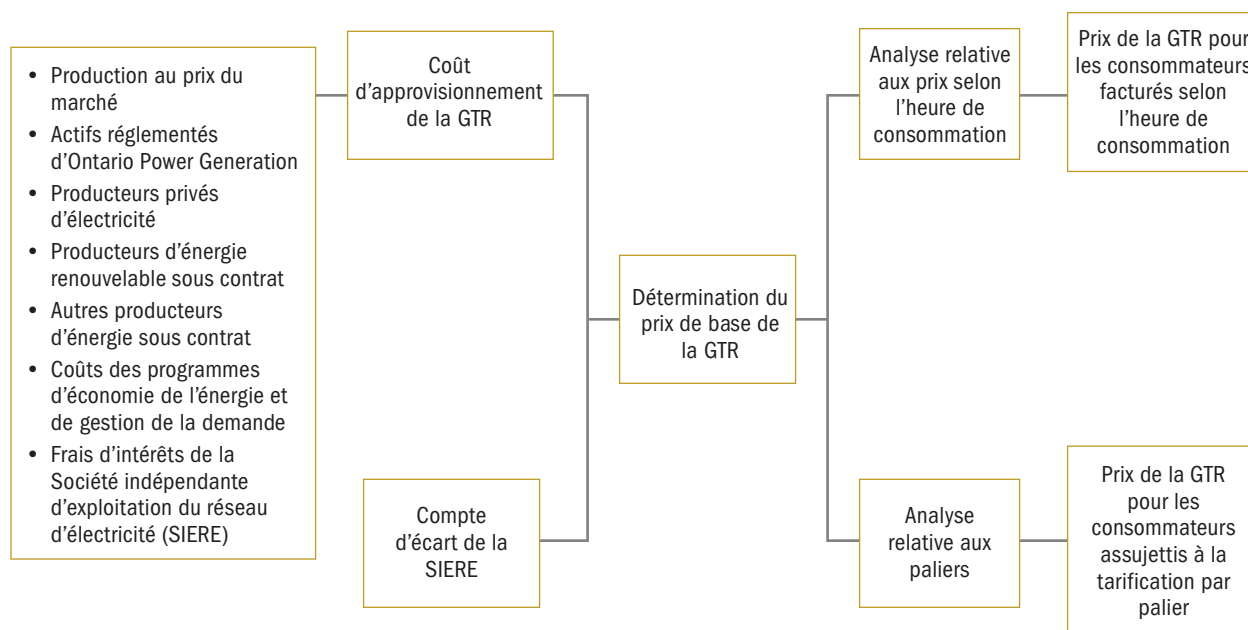 • Production au prix du
marché
• Actifs réglementés
d'Ontario Power Generation
• Producteurs privés
d'électricité
• Producteurs d'énergie
renouvelable sous contrat
• Autres producteurs
d'énergie sous contrat
• Coûts des programmes
d'économie de l'énergie et
de gestion de la demande
• Frais d'intérêts de la
Société indépendante
d'exploitation du réseau
d'électricité (SIERE)
Coût
d'approvisionnement
de la GTR
Compte
d'écart de la
SIERE
Détermination du
prix de base de
la GTR
Analyse relative
aux prix selon
l'heure de
consommation
Prix de la GTR pour
les consommateurs
facturés selon
l'heure de
consommation
Analyse
relative aux
paliers
Prix de la GTR
pour les
consommateurs
assujettis à la
tarification par
palier